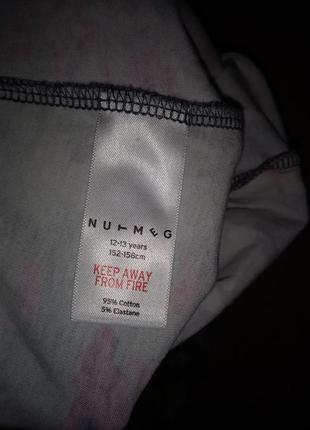 NUTMEG
12-13 years
152-158cm
KEEP AWAY
FROM FIRE
95% Cotton
5% Elastane